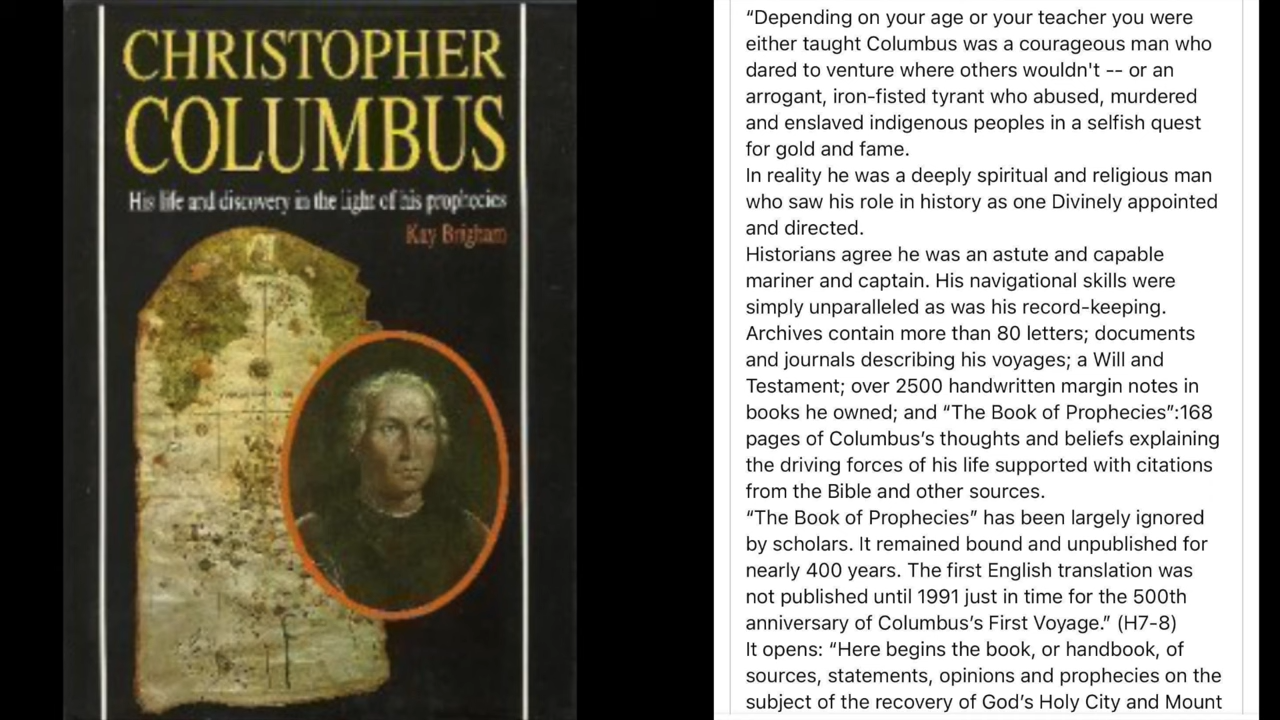 CHRISTOPHER
COLUMBUS
His life and discovery in the light of his prophecies
Kay Brigham
“Depending on your age or your teacher you were
either taught Columbus was a courageous man who
dared to venture where others wouldn't -- or an
arrogant, iron-fisted tyrant who abused, murdered
and enslaved indigenous peoples in a selfish quest
for gold and fame.
In reality he was a deeply spiritual and religious man
who saw his role in history as one Divinely appointed
and directed.
Historians agree he was an astute and capable
mariner and captain. His navigational skills were
simply unparalleled as was his record-keeping.
Archives contain more than 80 letters; documents
and journals describing his voyages; a Will and
Testament; over 2500 handwritten margin notes in
books he owned; and “The Book of Prophecies”:168
pages of Columbus’s thoughts and beliefs explaining
the driving forces of his life supported with citations
from the Bible and other sources.
“The Book of Prophecies” has been largely ignored
by scholars. It remained bound and unpublished for
nearly 400 years. The first English translation was
not published until 1991 just in time for the 500th
anniversary of Columbus’s First Voyage.” (H7-8)
It opens: “Here begins the book, or handbook, of
sources, statements, opinions and prophecies on the
subject of the recovery of God’s Holy City and Mount